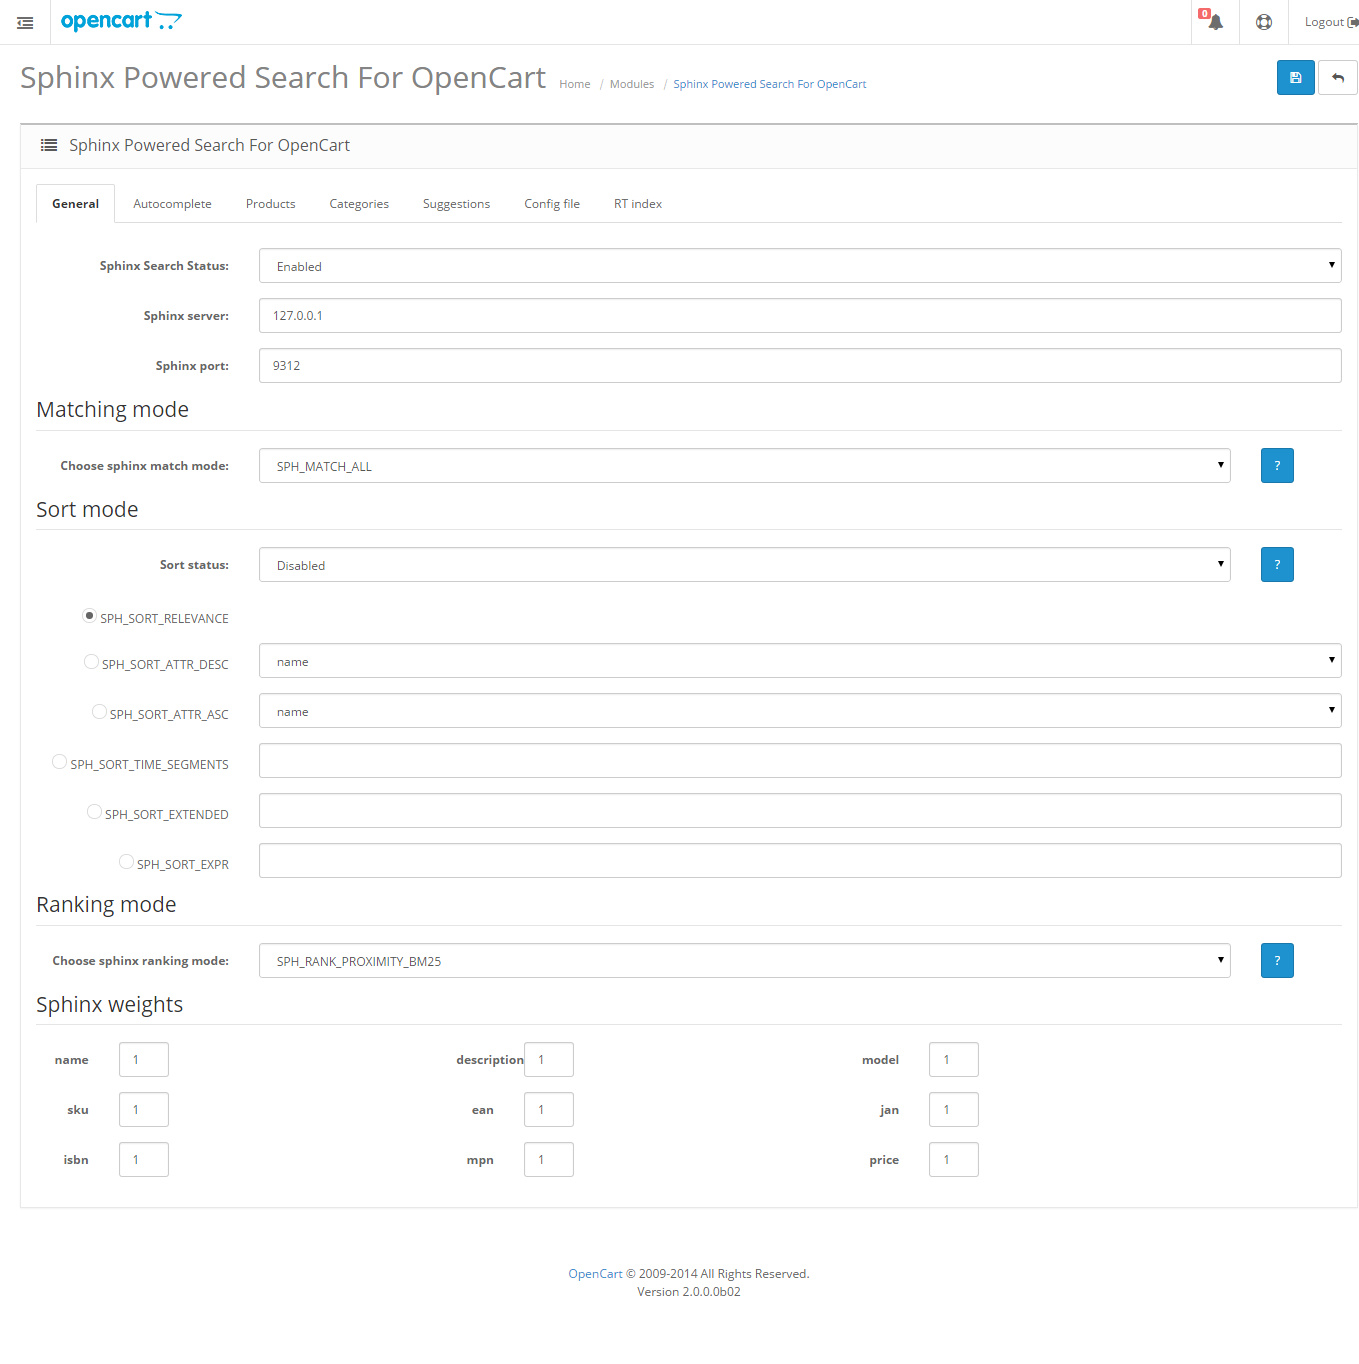 opencart
0
Logout
Sphinx Powered Search For OpenCart Home / Modules / Sphinx Powered Search For OpenCart
Sphinx Powered Search For OpenCart
General Autocomplete Products Categories Suggestions Config file RT index
Sphinx Search Status: Enabled
Sphinx server: 127.0.0.1
Sphinx port: 9312
Matching mode
Choose sphinx match mode: SPH_MATCH_ALL ?
Sort mode
Sort status: Disabled ?
SPH_SORT_RELEVANCE
SPH_SORT_ATTR_DESC name
SPH_SORT_ATTR_ASC name
SPH_SORT_TIME_SEGMENTS
SPH_SORT_EXTENDED
SPH_SORT_EXPR
Ranking mode
Choose sphinx ranking mode: SPH_RANK_PROXIMITY_BM25 ?
Sphinx weights
name 1 description 1 model 1
sku 1 ean 1 jan 1
isbn 1 mpn 1 price 1
OpenCart © 2009-2014 All Rights Reserved.
Version 2.0.0.0b02